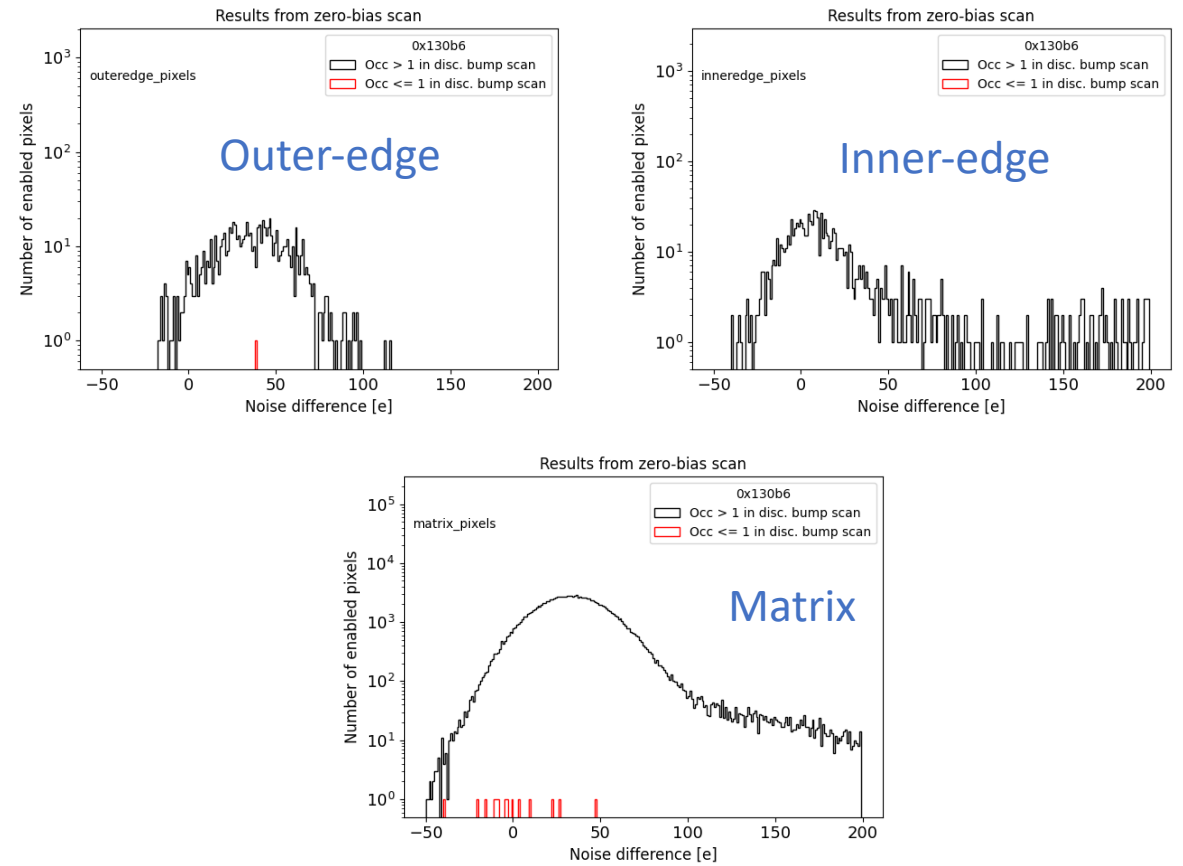 Results from zero-bias scan
10³
10²
10¹
10⁰
Number of enabled pixels
outeredge_pixels
0x130b6
Occ > 1 in disc. bump scan
Occ <= 1 in disc. bump scan
Outer-edge
−50 0 50 100 150 200
Noise difference [e]
Results from zero-bias scan
10³
10²
10¹
10⁰
Number of enabled pixels
inneredge_pixels
0x130b6
Occ > 1 in disc. bump scan
Occ <= 1 in disc. bump scan
Inner-edge
−50 0 50 100 150 200
Noise difference [e]
Results from zero-bias scan
10⁵
10⁴
10³
10²
10¹
10⁰
Number of enabled pixels
matrix_pixels
0x130b6
Occ > 1 in disc. bump scan
Occ <= 1 in disc. bump scan
Matrix
−50 0 50 100 150 200
Noise difference [e]